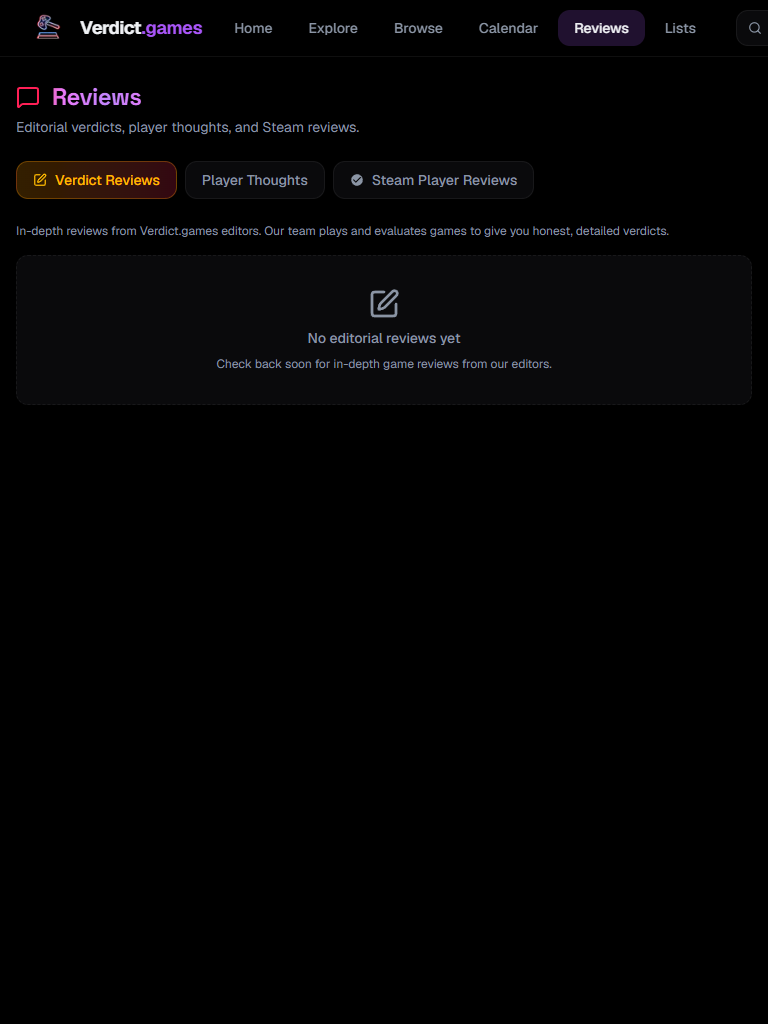 Verdict.games
Home
Explore
Browse
Calendar
Reviews
Lists
Reviews
Editorial verdicts, player thoughts, and Steam reviews.
Verdict Reviews
Player Thoughts
Steam Player Reviews
In-depth reviews from Verdict.games editors. Our team plays and evaluates games to give you honest, detailed verdicts.
No editorial reviews yet
Check back soon for in-depth game reviews from our editors.